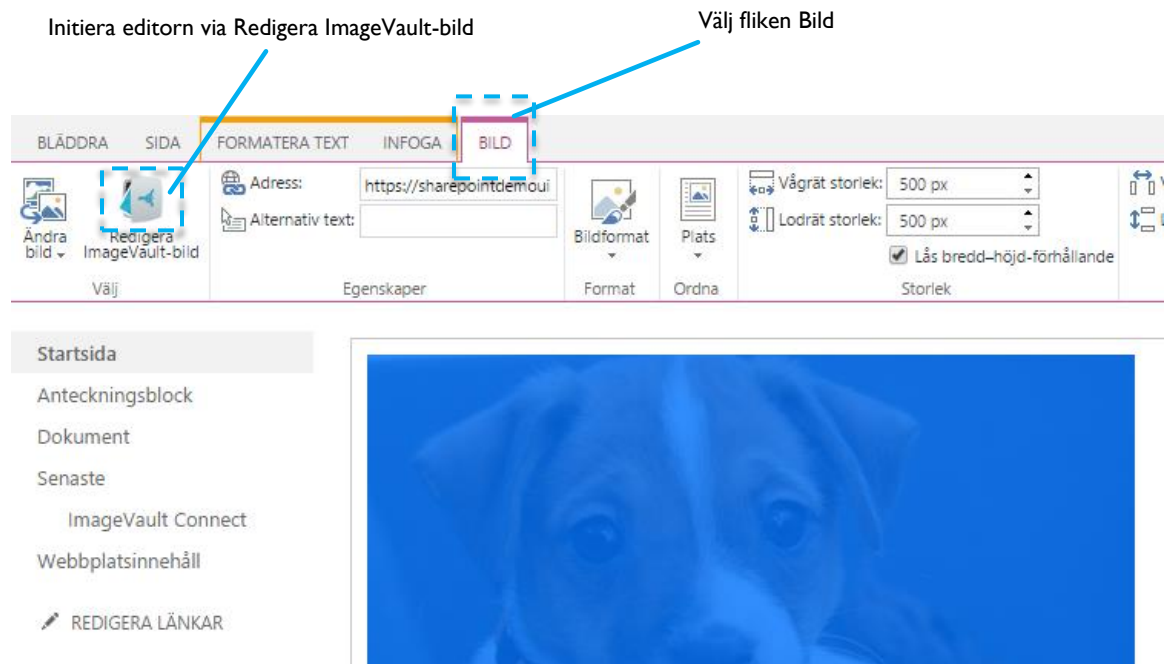 Initiera editorn via Redigera ImageVault-bild
Välj fliken Bild
BLÄDDRA SIDA FORMATERA TEXT INFOGA BILD
Ändra bild
Redigera ImageVault-bild
Välj
Adress: https://sharepointdemoui
Alternativ text:
Egenskaper
Bildformat
Format
Plats
Ordna
Vågrät storlek: 500 px
Lodrät storlek: 500 px
Lås bredd–höjd-förhållande
Storlek
Startsida
Anteckningsblock
Dokument
Senaste
ImageVault Connect
Webbplatsinnehåll
REDIGERA LÄNKAR